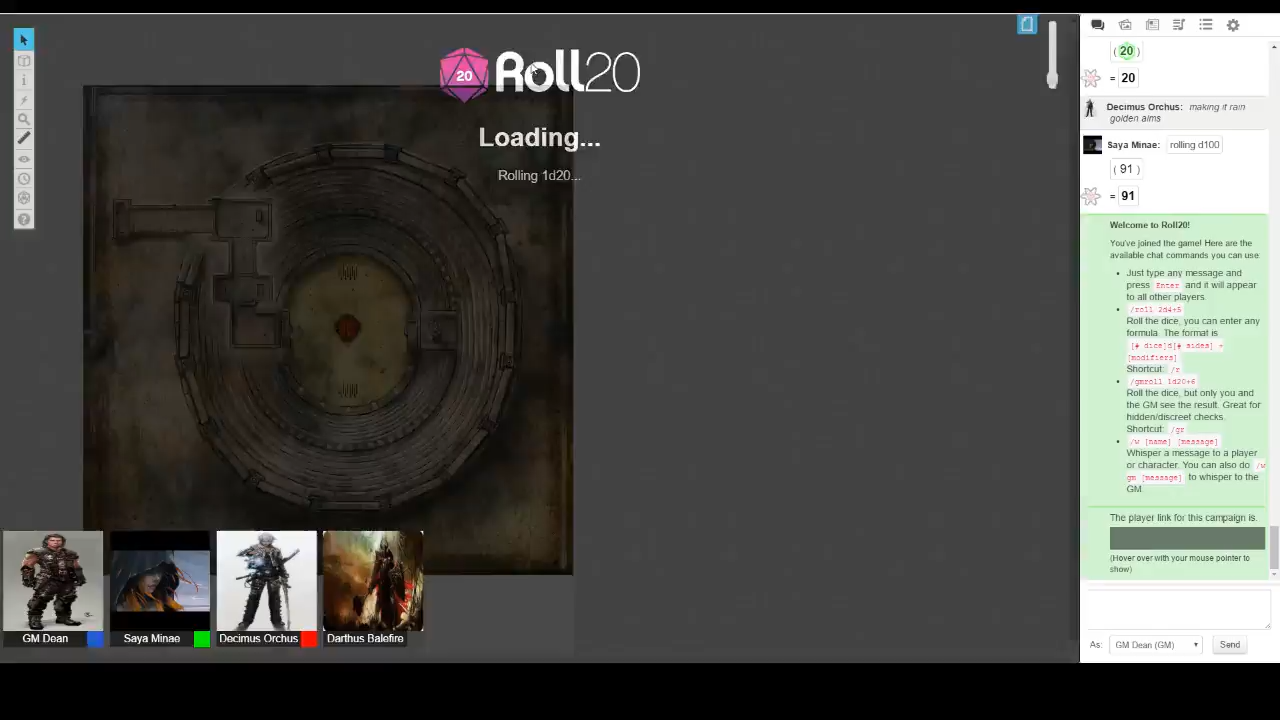 20 Roll20
Loading...
Rolling 1d20...
GM Dean
Saya Minae
Decimus Orchus
Darthus Balefire
(20)
= 20
Decimus Orchus: making it rain
golden aims
Saya Minae: rolling d100
(91)
= 91
Welcome to Roll20!
You've joined the game! Here are the
available chat commands you can use
• Just type any message and
press Enter and it will appear
to all other players.
• /roll 2d4+5
Roll the dice, you can enter any
formula. The format is
[# dice]d[# sides] +
[modifiers]
Shortcut: /r
• /gmroll 1d20+6
Roll the dice, but only you and
the GM see the result. Great for
hidden/discreet checks.
Shortcut: /gr
• /w [name] [message]
Whisper a message to a player
or character. You can also do /w
gm [message] to whisper to the
GM.
The player link for this campaign is.
(Hover over with your mouse pointer to
show)
As: GM Dean (GM) Send